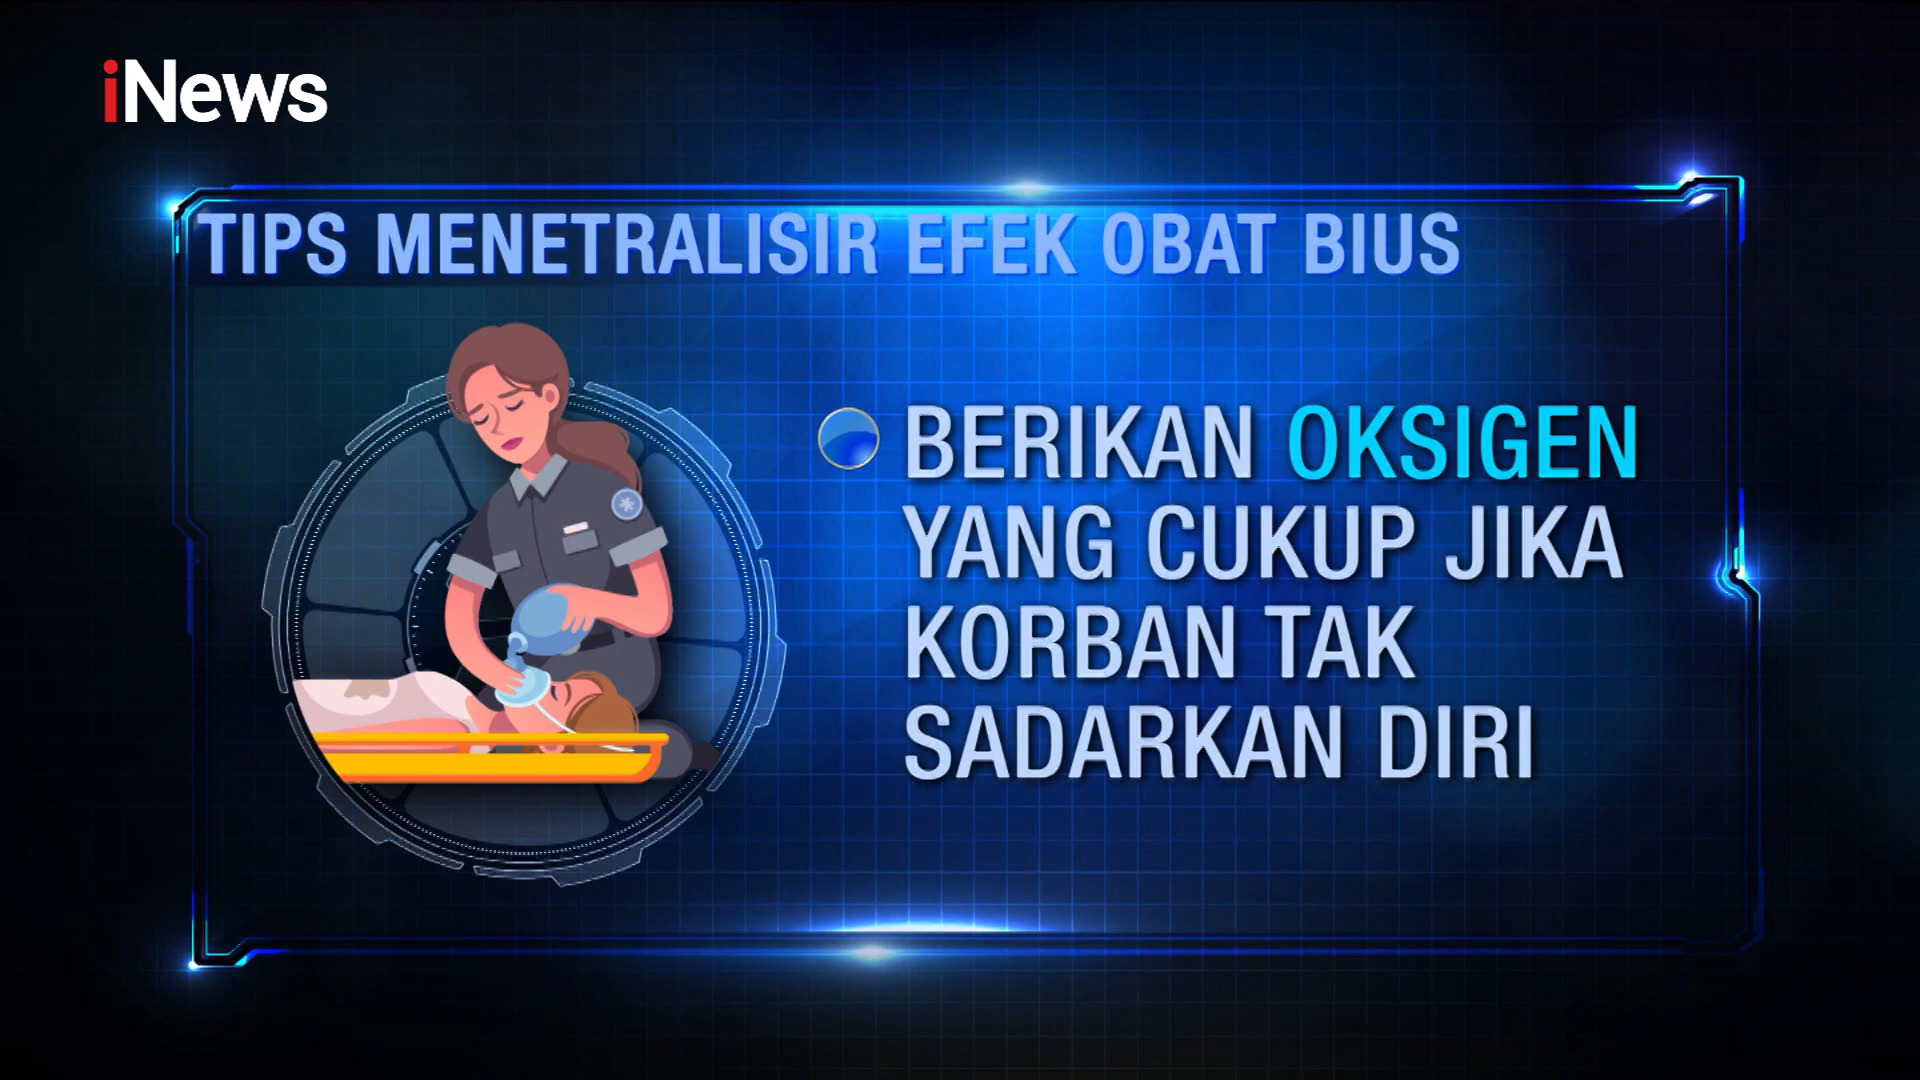 iNews
TIPS MENETRALISIR EFEK OBAT BIUS
BERIKAN OKSIGEN
YANG CUKUP JIKA
KORBAN TAK
SADARKAN DIRI